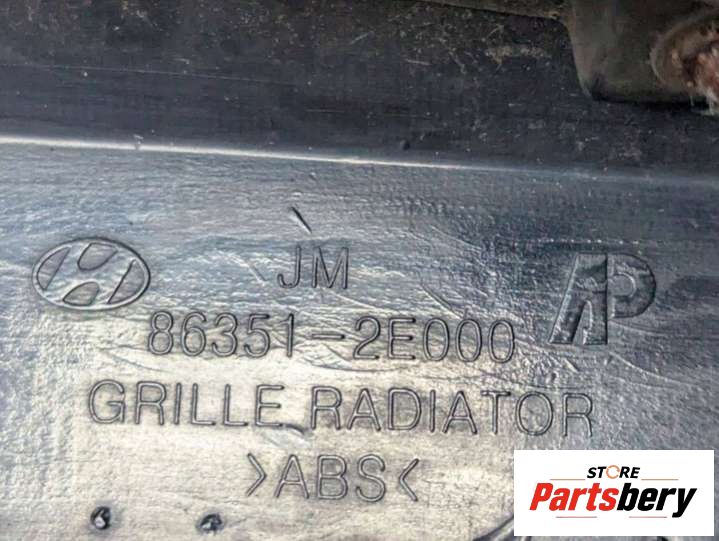 JM
86351-2E000
GRILLE RADIATOR
>ABS<
STORE
Partsbery